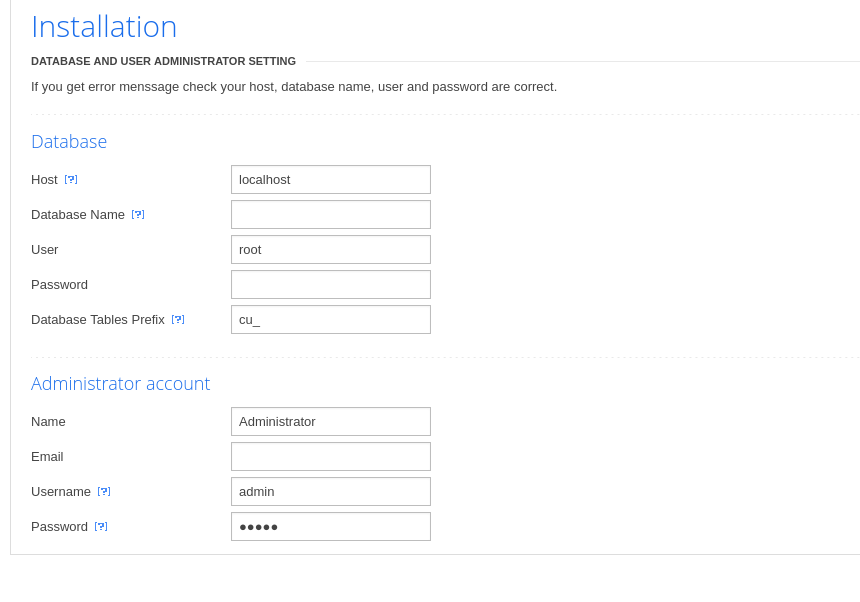 Installation
DATABASE AND USER ADMINISTRATOR SETTING
If you get error menssage check your host, database name, user and password are correct.
Database
Host [?] localhost
Database Name [?]
User root
Password
Database Tables Prefix [?] cu_
Administrator account
Name Administrator
Email
Username [?] admin
Password [?] ●●●●●